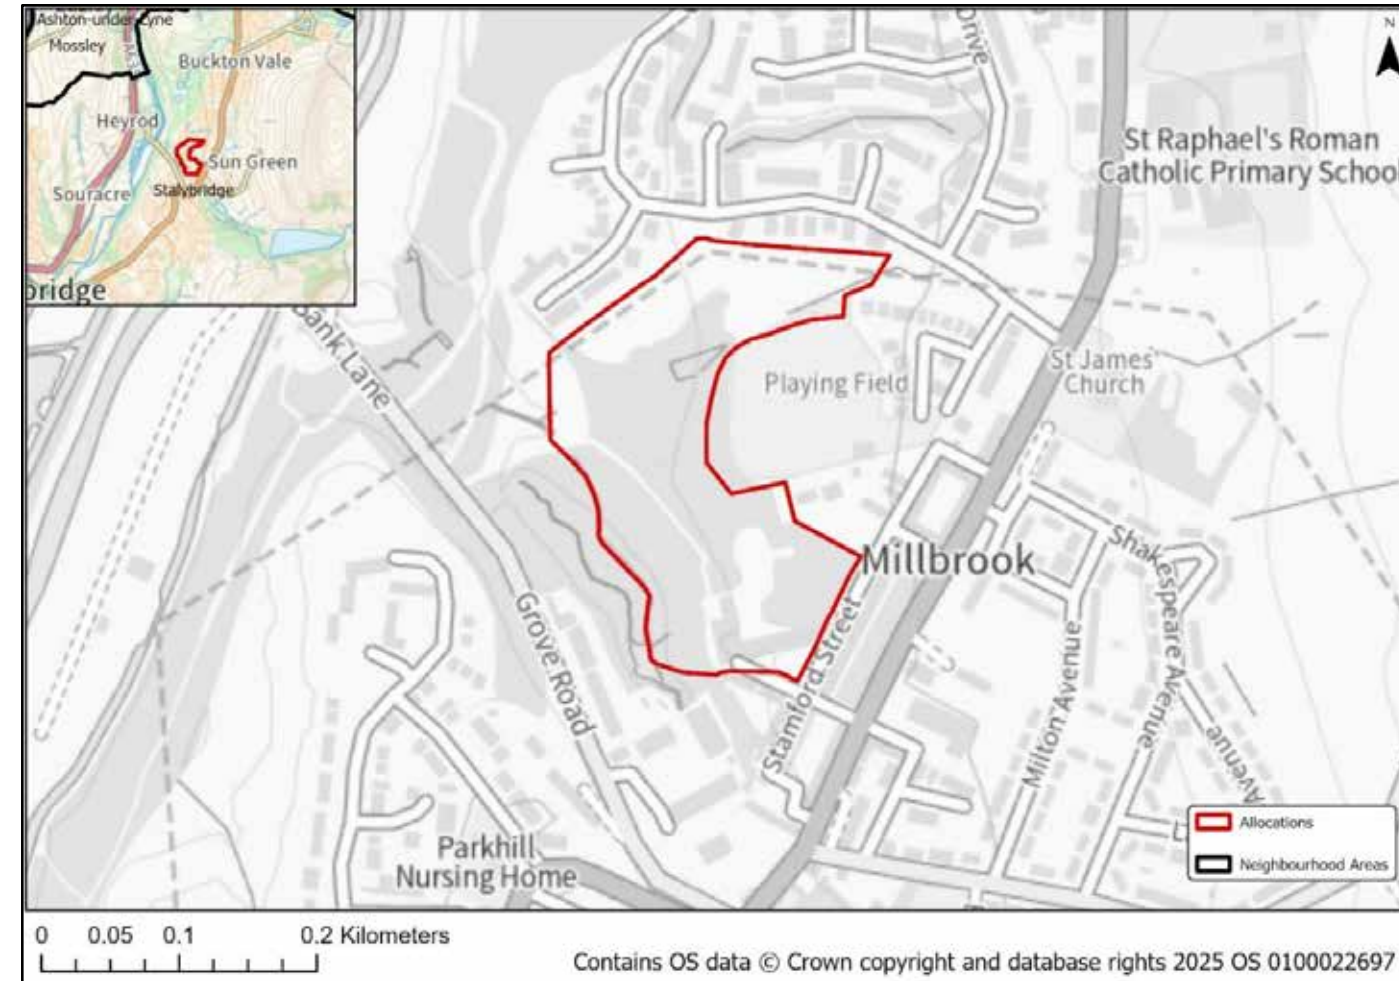 Ashton-under-Lyne
Mossley
Buckton Vale
Heyrod
Sun Green
Souracre
Stalybridge
bridge
N
Drive
St Raphael's Roman
Catholic Primary School
Bank Lane
Playing Field
St James'
Church
Millbrook
Shakespeare Avenue
Grove Road
Stamford Street
Milton Avenue
Avenue
Parkhill
Nursing Home
Allocations
Neighbourhood Areas
0 0.05 0.1 0.2 Kilometers
Contains OS data © Crown copyright and database rights 2025 OS 0100022697